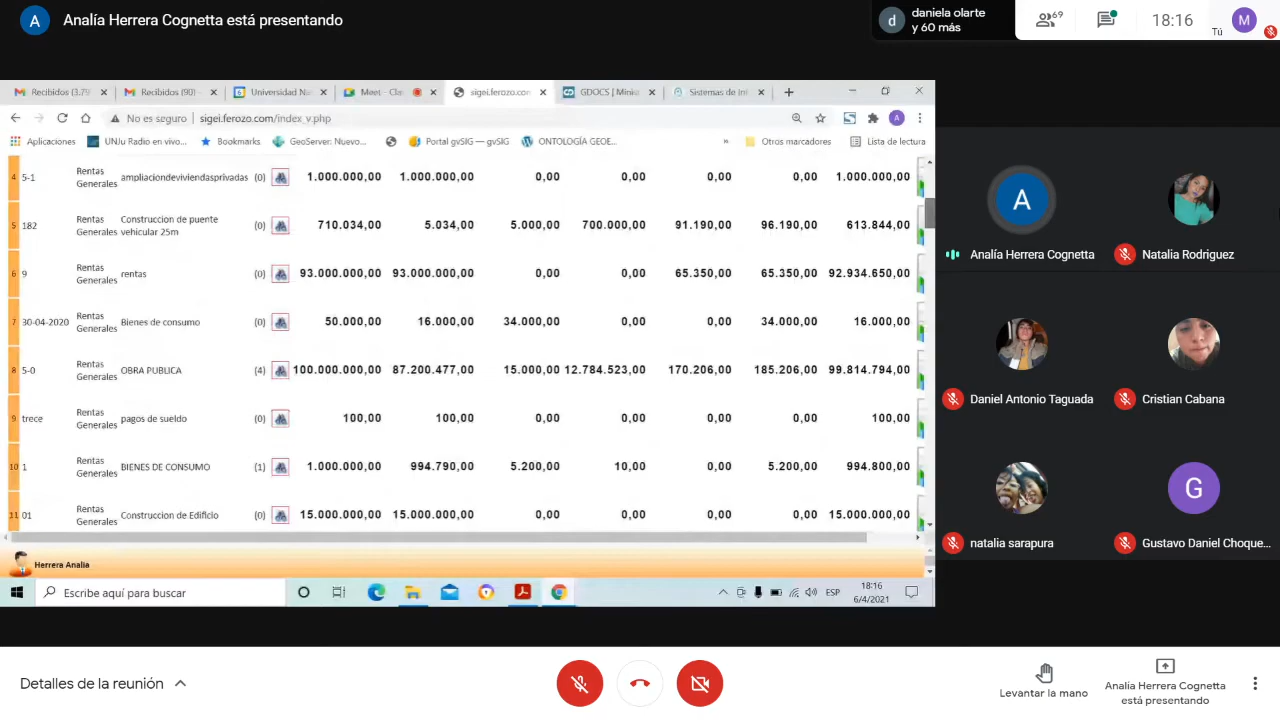 A Analía Herrera Cognetta está presentando
d daniela olarte
y 60 más
69
18:16
Tú
M
Recibidos (3.79
Recibidos (90) -
Universidad Na
Meet - Cla
sigei.ferozo.con
GDOCS | Minis
Sistemas de In
No es seguro | sigei.ferozo.com/index_v.php
A
Aplicaciones
UNJu Radio en vivo...
Bookmarks
GeoServer: Nuevo...
Portal gvSIG — gvSIG
ONTOLOGÍA GEOE...
»
Otros marcadores
Lista de lectura
4 5-1 Rentas Generales ampliaciondeviviendasprivadas (0) 1.000.000,00 1.000.000,00 0,00 0,00 0,00 0,00 1.000.000,00
5 182 Rentas Generales Construccion de puente vehicular 25m (0) 710.034,00 5.034,00 5.000,00 700.000,00 91.190,00 96.190,00 613.844,00
6 9 Rentas Generales rentas (0) 93.000.000,00 93.000.000,00 0,00 0,00 65.350,00 65.350,00 92.934.650,00
7 30-04-2020 Rentas Generales Bienes de consumo (0) 50.000,00 16.000,00 34.000,00 0,00 0,00 34.000,00 16.000,00
8 5-0 Rentas Generales OBRA PUBLICA (4) 100.000.000,00 87.200.477,00 15.000,00 12.784.523,00 170.206,00 185.206,00 99.814.794,00
9 trece Rentas Generales pagos de sueldo (0) 100,00 100,00 0,00 0,00 0,00 0,00 100,00
10 1 Rentas Generales BIENES DE CONSUMO (1) 1.000.000,00 994.790,00 5.200,00 10,00 0,00 5.200,00 994.800,00
11 01 Rentas Generales Construccion de Edificio (0) 15.000.000,00 15.000.000,00 0,00 0,00 0,00 0,00 15.000.000,00
Herrera Analia
Escribe aquí para buscar
ESP
18:16
6/4/2021
A
Analía Herrera Cognetta
Natalia Rodriguez
Daniel Antonio Taguada
Cristian Cabana
G
natalia sarapura
Gustavo Daniel Choque...
Detalles de la reunión
Levantar la mano
Analía Herrera Cognetta
está presentando